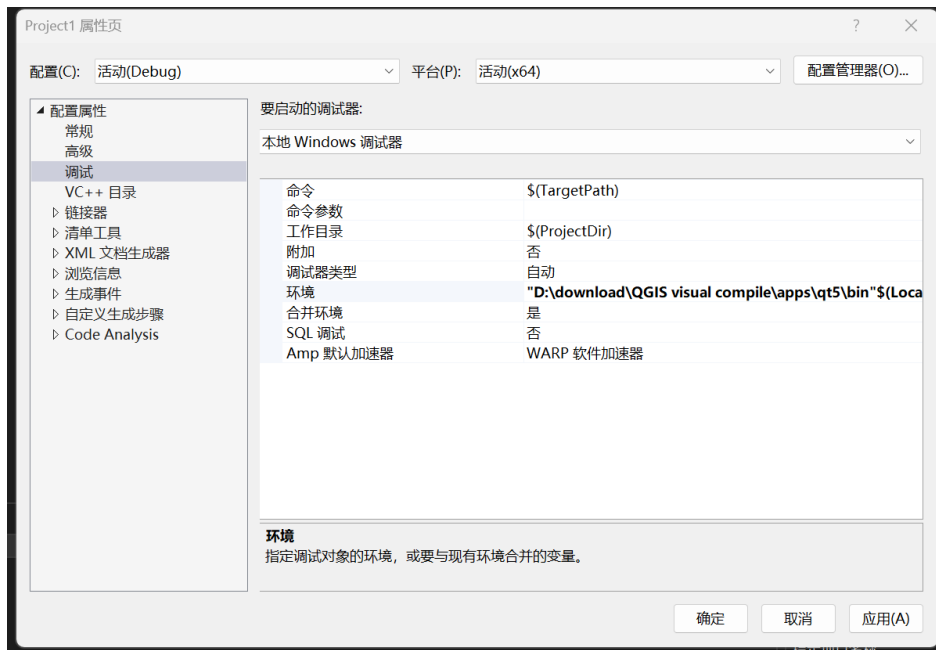 Project1 属性页
?
配置(C):
活动(Debug)
平台(P):
活动(x64)
配置管理器(O)...
配置属性
常规
高级
调试
VC++ 目录
链接器
清单工具
XML 文档生成器
浏览信息
生成事件
自定义生成步骤
Code Analysis
要启动的调试器:
本地 Windows 调试器
命令 $(TargetPath)
命令参数
工作目录 $(ProjectDir)
附加 否
调试器类型 自动
环境 "D:\download\QGIS visual compile\apps\qt5\bin"$(Loca
合并环境 是
SQL 调试 否
Amp 默认加速器 WARP 软件加速器
环境
指定调试对象的环境，或要与现有环境合并的变量。
确定
取消
应用(A)